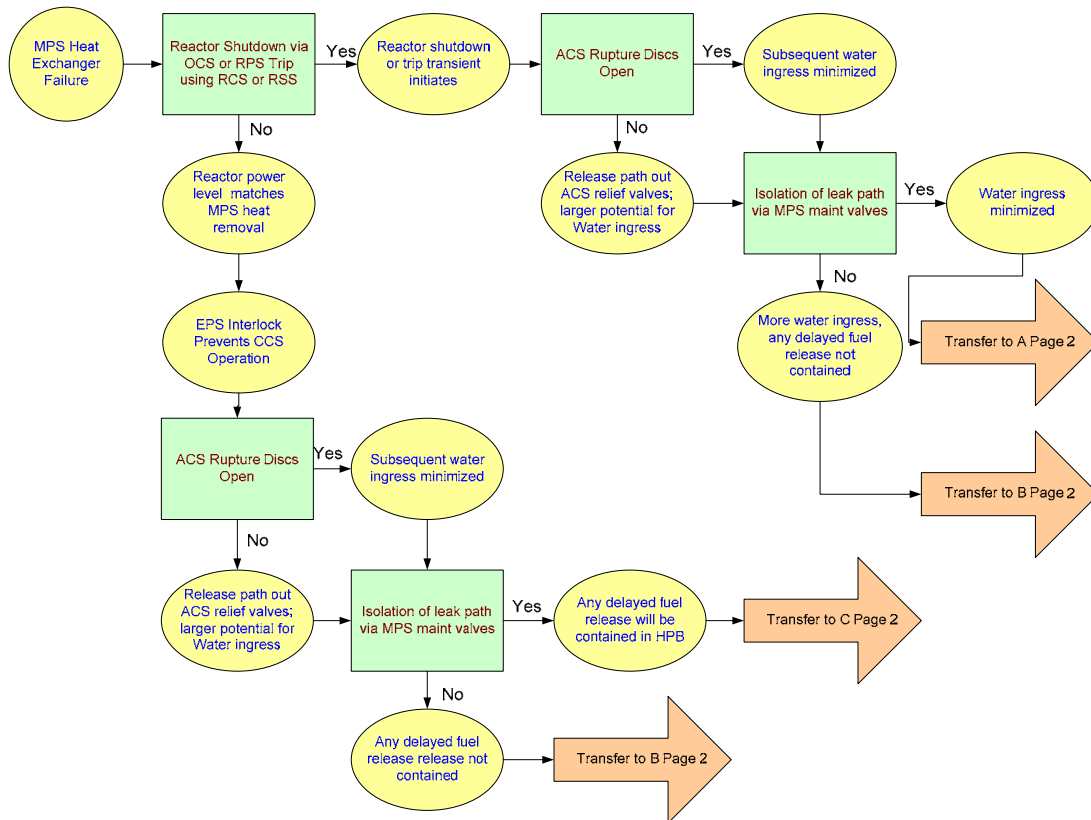 MPS Heat
Exchanger
Failure
Reactor Shutdown via
OCS or RPS Trip
using RCS or RSS
Yes
Reactor shutdown
or trip transient
initiates
ACS Rupture Discs
Open
Yes
Subsequent water
ingress minimized
No
No
Reactor power
level matches
MPS heat
removal
Release path out
ACS relief valves;
larger potential for
Water ingress
Isolation of leak path
via MPS maint valves
Yes
Water ingress
minimized
No
EPS Interlock
Prevents CCS
Operation
More water ingress,
any delayed fuel
release not
contained
Transfer to A Page 2
ACS Rupture Discs
Open
Yes
Subsequent water
ingress minimized
Transfer to B Page 2
No
Release path out
ACS relief valves;
larger potential for
Water ingress
Isolation of leak path
via MPS maint valves
Yes
Any delayed fuel
release will be
contained in HPB
Transfer to C Page 2
No
Any delayed fuel
release release not
contained
Transfer to B Page 2